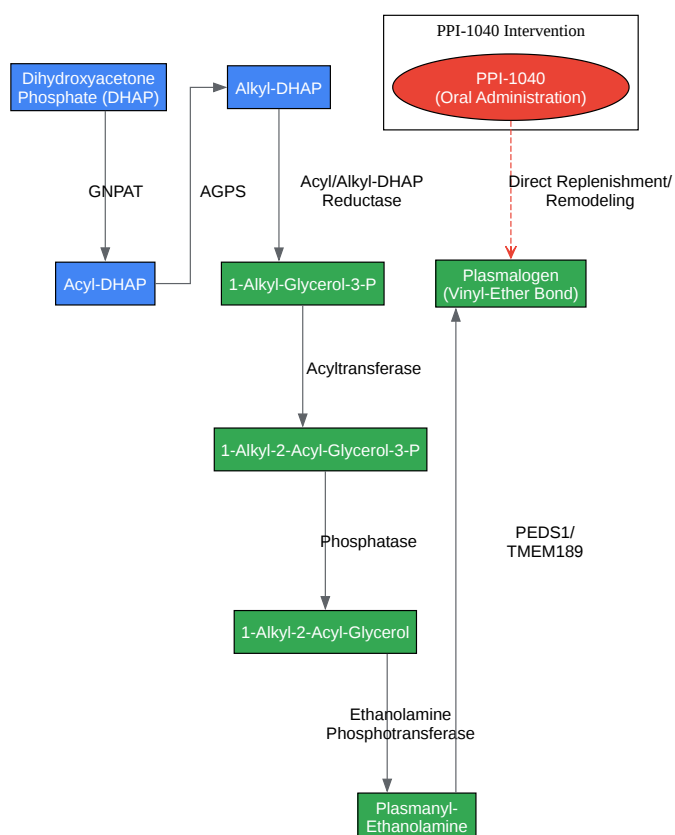 PPI-1040 Intervention
Dihydroxyacetone
Phosphate (DHAP)
Alkyl-DHAP
PPI-1040
(Oral Administration)
GNPAT
AGPS
Acyl/Alkyl-DHAP
Reductase
Direct Replenishment/
Remodeling
Acyl-DHAP
1-Alkyl-Glycerol-3-P
Plasmalogen
(Vinyl-Ether Bond)
Acyltransferase
1-Alkyl-2-Acyl-Glycerol-3-P
Phosphatase
PEDS1/
TMEM189
1-Alkyl-2-Acyl-Glycerol
Ethanolamine
Phosphotransferase
Plasmanyl-
Ethanolamine